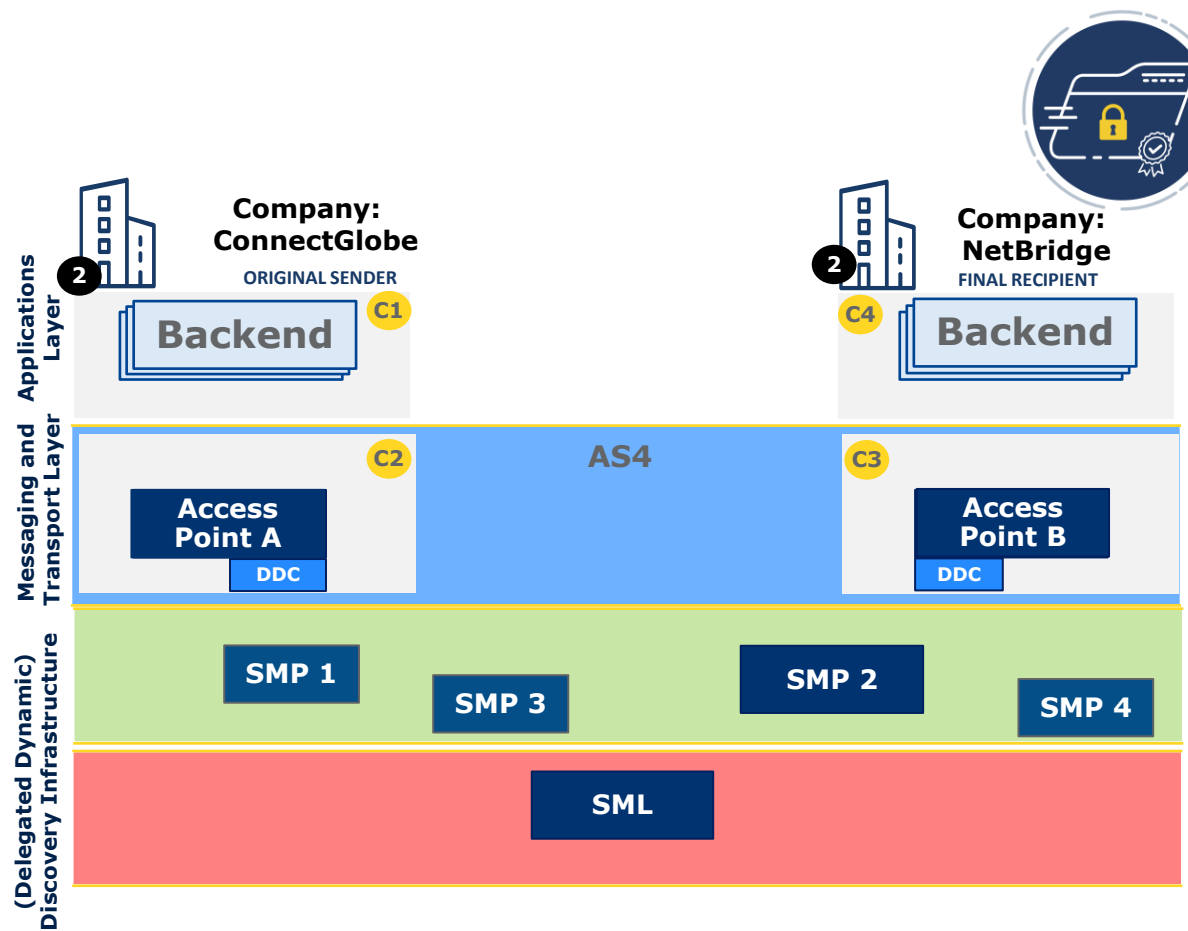 Company:
ConnectGlobe
ORIGINAL SENDER
2
Company:
NetBridge
FINAL RECIPIENT
2
Applications
Layer
Backend
C1
C4
Backend
Messaging and
Transport Layer
C2
AS4
C3
Access
Point A
DDC
Access
Point B
DDC
(Delegated Dynamic)
Discovery Infrastructure
SMP 1
SMP 3
SMP 2
SMP 4
SML